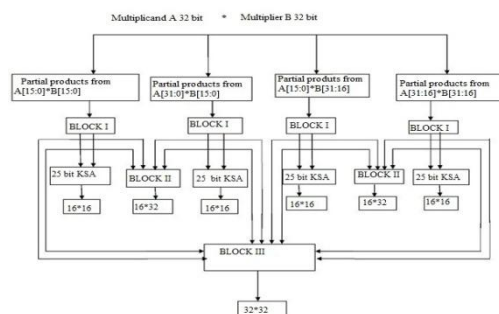 Multiplicand A 32 bit * Multiplier B 32 bit
Partial products from
A[15:0]*B[15:0]
Partial products from
A[31:0]*B[15:0]
Partial produts from
A[15:0]*B[31:16]
Partial products from
A[31:16]*B[31:16]
BLOCK I
BLOCK I
BLOCK I
BLOCK I
25 bit KSA
BLOCK II
25 bit KSA
25 bit KSA
BLOCK II
25 bit KSA
16*16
16*32
16*16
16*16
16*32
16*16
BLOCK III
32*32